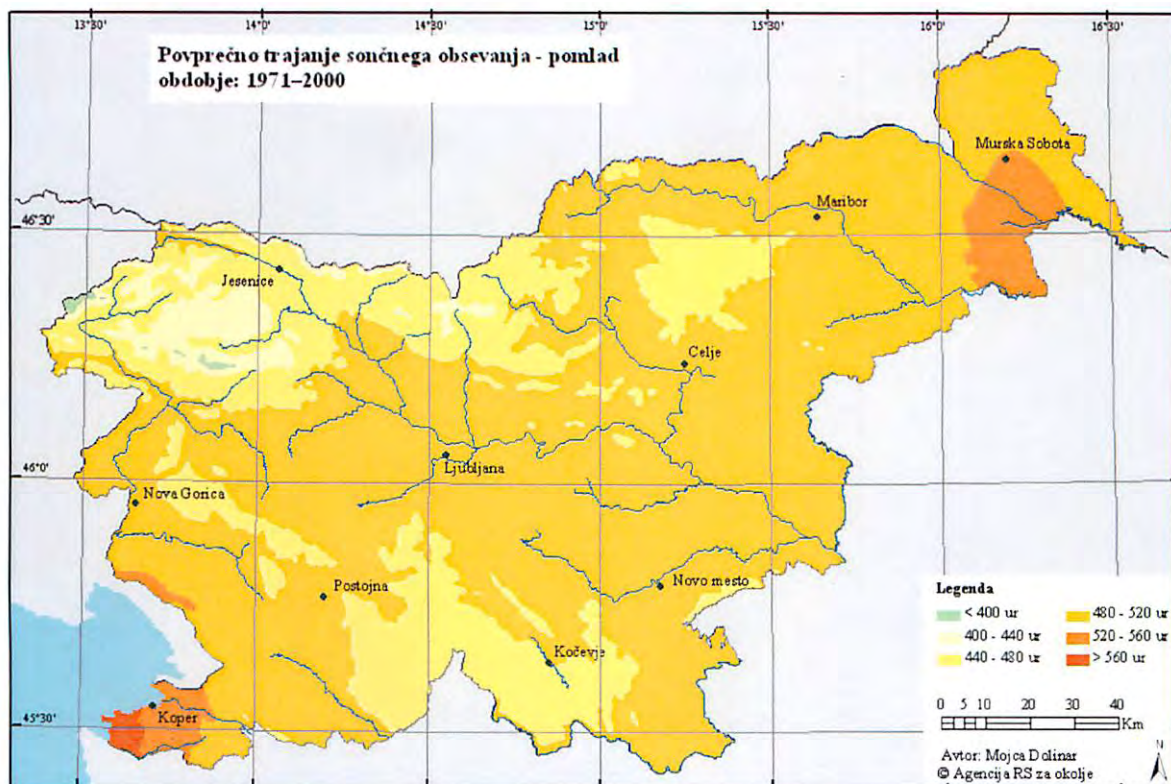 13°30'
14°0'
14°30'
15°0'
15°30'
16°0'
16°30'
Povprečno trajanje sončnega obsevanja - pomlad
obdobje: 1971–2000
Murska Sobota
46°30'
Maribor
Jesenice
Celje
46°0'
Ljubljana
Nova Gorica
Postojna
Novo mesto
Kočevje
45°30'
Koper
Legenda
< 400 ur
400 - 440 ur
440 - 480 ur
480 - 520 ur
520 - 560 ur
> 560 ur
0 5 10 20 30 40
Km
N
Avtor: Mojca Dolinar
© Agencija RS za okolje